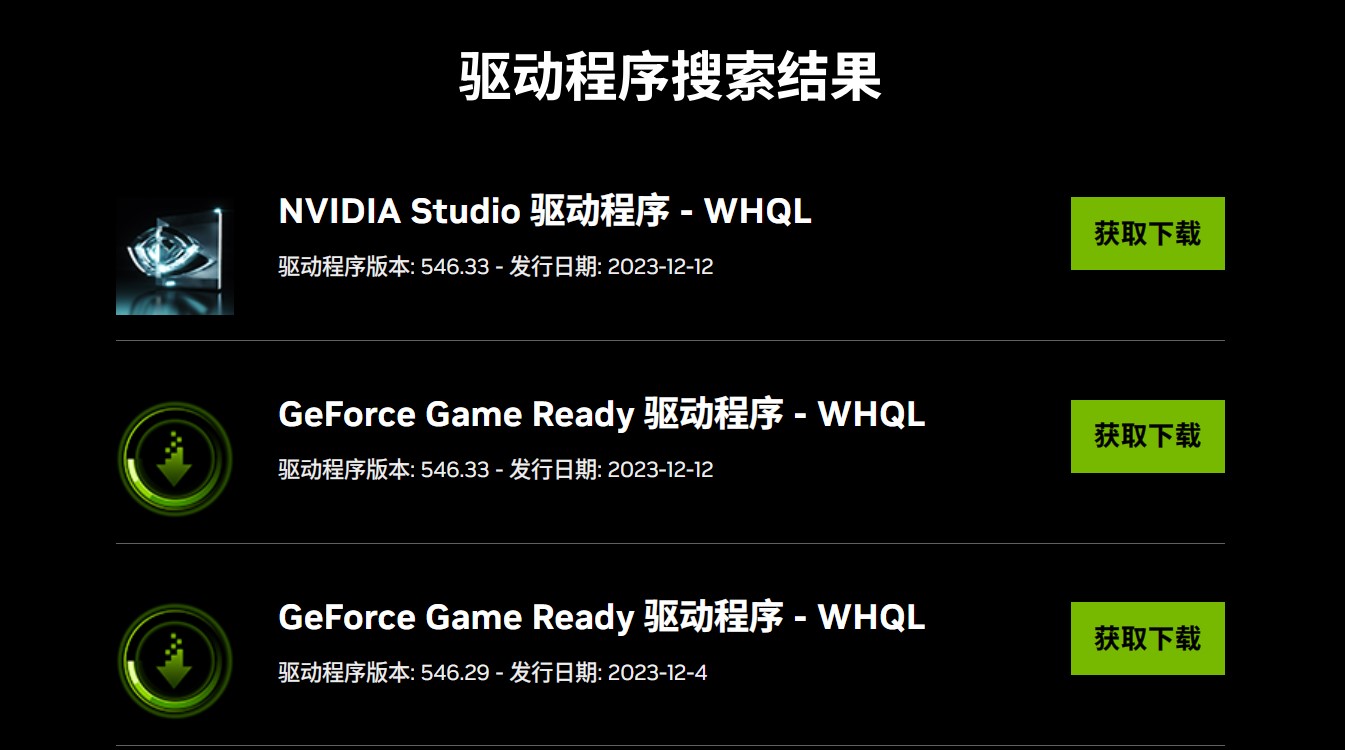 驱动程序搜索结果
NVIDIA Studio 驱动程序 - WHQL
获取下载
驱动程序版本: 546.33 - 发行日期: 2023-12-12
GeForce Game Ready 驱动程序 - WHQL
获取下载
驱动程序版本: 546.33 - 发行日期: 2023-12-12
GeForce Game Ready 驱动程序 - WHQL
获取下载
驱动程序版本: 546.29 - 发行日期: 2023-12-4